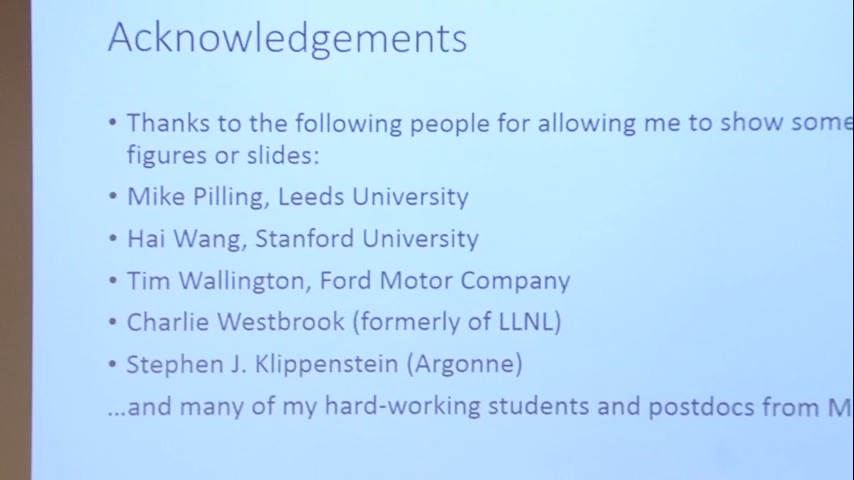 Acknowledgements
• Thanks to the following people for allowing me to show some
figures or slides:
• Mike Pilling, Leeds University
• Hai Wang, Stanford University
• Tim Wallington, Ford Motor Company
• Charlie Westbrook (formerly of LLNL)
• Stephen J. Klippenstein (Argonne)
...and many of my hard-working students and postdocs from M